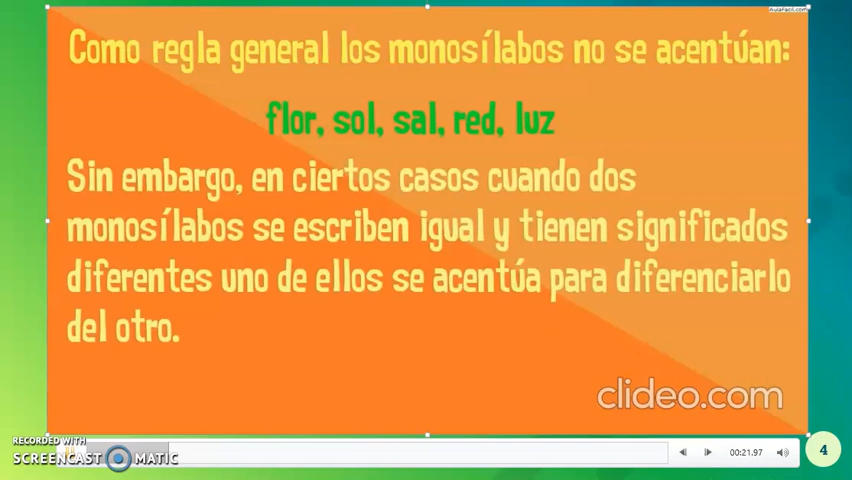 AulaFacil.com
Como regla general los monosílabos no se acentúan:
flor, sol, sal, red, luz
Sin embargo, en ciertos casos cuando dos
monosílabos se escriben igual y tienen significados
diferentes uno de ellos se acentúa para diferenciarlo
del otro.
clideo.com
RECORDED WITH
SCREENCAST MATIC
00:21.97
4